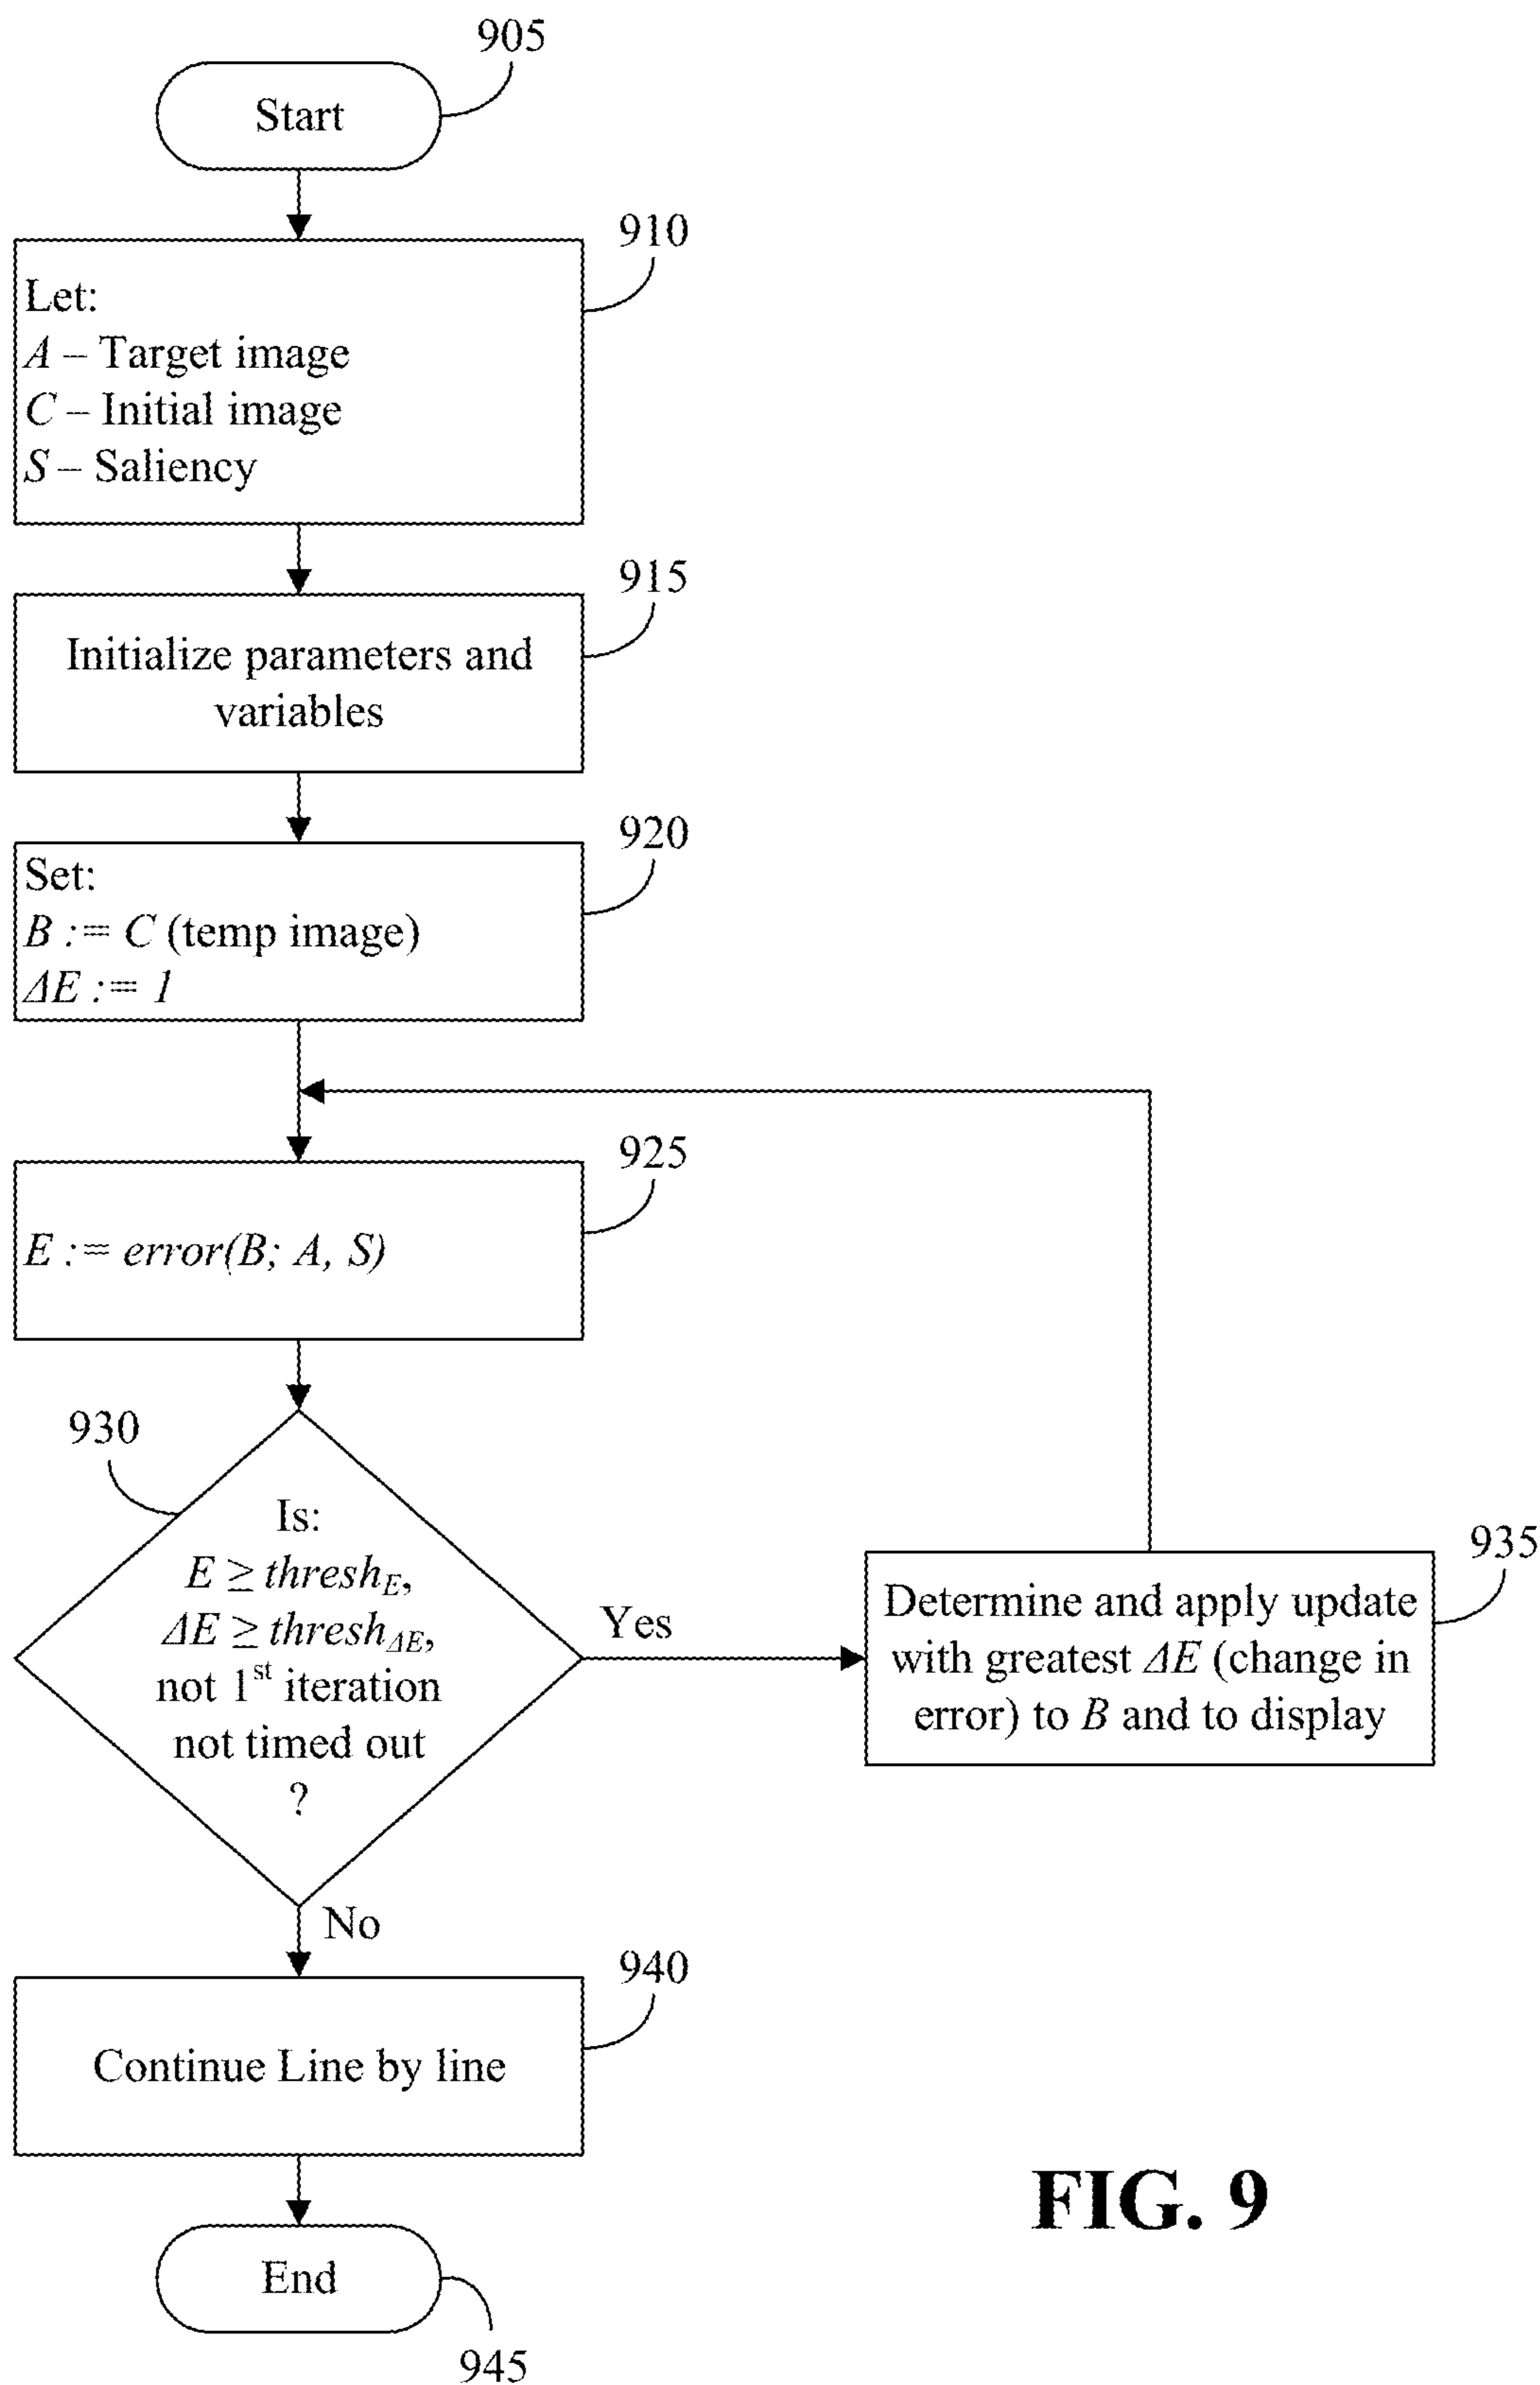 905
Start
910
Let:
A – Target image
C – Initial image
S – Saliency
915
Initialize parameters and
variables
920
Set:
B := C (temp image)
ΔE := 1
925
E := error(B; A, S)
930
Is:
E ≥ thresh_E,
ΔE ≥ thresh_ΔE,
not 1st iteration
not timed out
?
Yes
935
Determine and apply update
with greatest ΔE (change in
error) to B and to display
No
940
Continue Line by line
End
945
FIG. 9